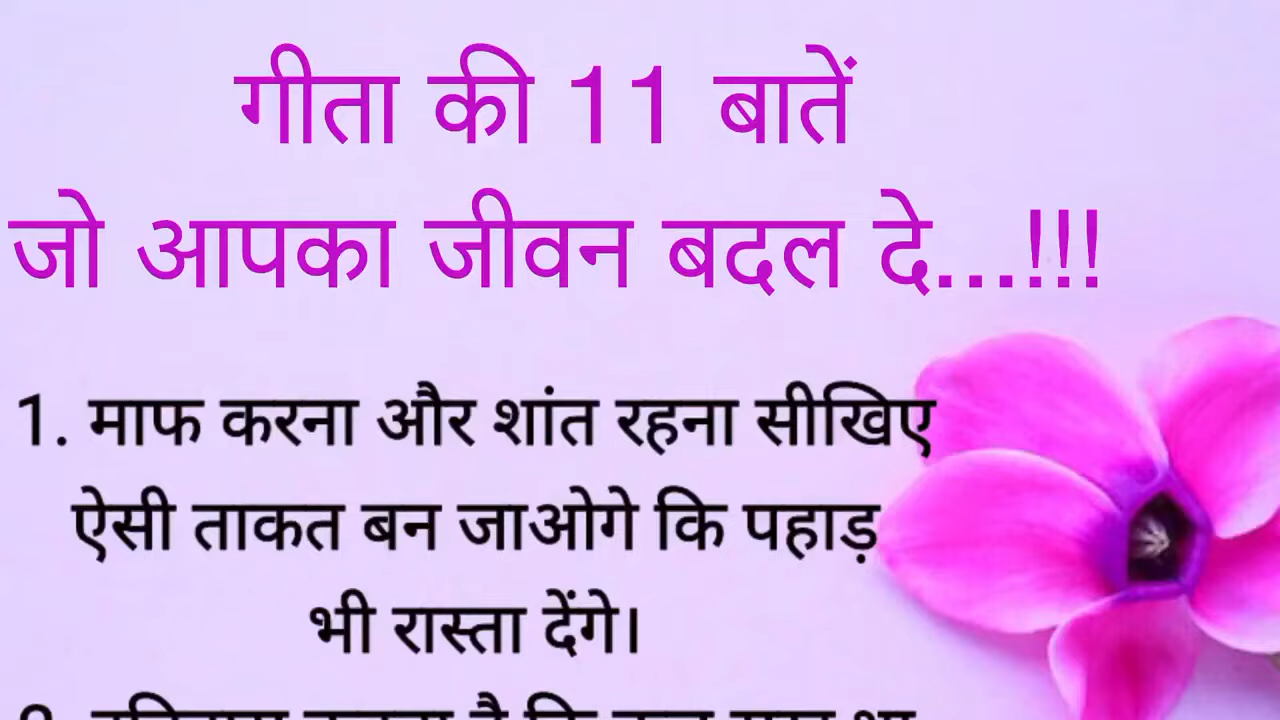 गीता की 11 बातें
जो आपका जीवन बदल दे...!!!
1. माफ करना और शांत रहना सीखिए
ऐसी ताकत बन जाओगे कि पहाड़
भी रास्ता देंगे।